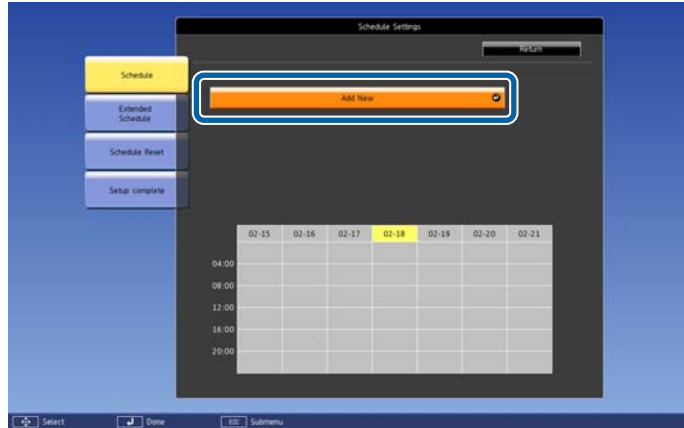 Schedule Settings
Return
Schedule
Add New
Extended
Schedule
Schedule Reset
Setup complete
02-15 02-16 02-17 02-18 02-19 02-20 02-21
04:00
08:00
12:00
16:00
20:00
Select Done Esc Submenu